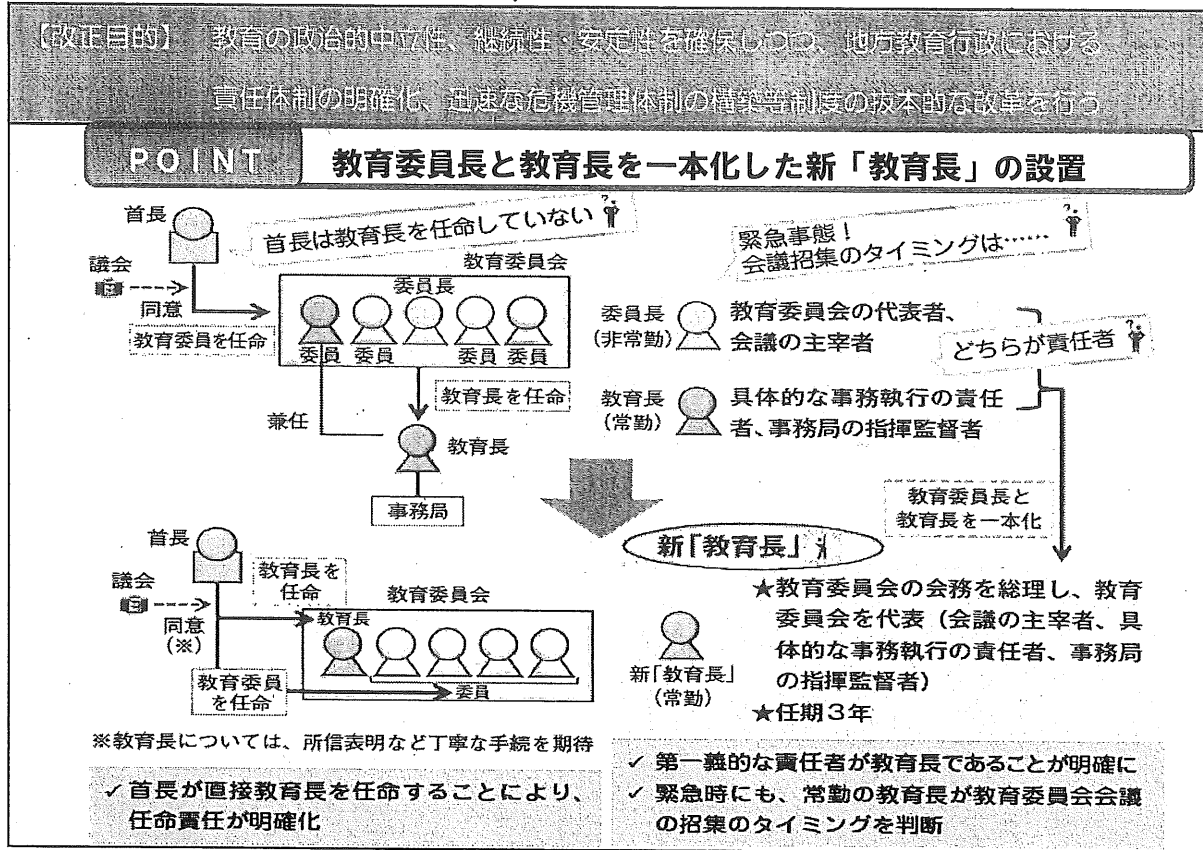 【改正目的】 教育の政治的中立性、継続性・安定性を確保しつつ、地方教育行政における
責任体制の明確化、迅速な危機管理体制の構築等制度の抜本的な改革を行う
POINT 教育委員長と教育長を一本化した新「教育長」の設置
首長
首長は教育長を任命していない
議会
同意
教育委員を任命
教育委員会
委員長
委員 委員 委員 委員
教育長を任命
兼任
教育長
事務局
緊急事態!
会議招集のタイミングは……
委員長
(非常勤)
教育委員会の代表者、
会議の主宰者
どちらが責任者
教育長
(常勤)
具体的な事務執行の責任
者、事務局の指揮監督者
教育委員長と
教育長を一本化
首長
議会
同意
(※)
教育長を
任命
教育委員会
教育長
委員
教育委員
を任命
※教育長については、所信表明など丁寧な手続を期待
✓ 首長が直接教育長を任命することにより、
任命責任が明確化
新「教育長」
新「教育長」
(常勤)
★教育委員会の会務を総理し、教育
委員会を代表(会議の主宰者、具
体的な事務執行の責任者、事務局
の指揮監督者)
★任期3年
✓ 第一義的な責任者が教育長であることが明確に
✓ 緊急時にも、常勤の教育長が教育委員会会議
の招集のタイミングを判断